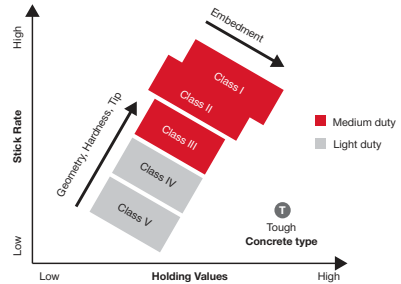 High
Stick Rate
Low
Embedment
Geometry, Hardness, Tip
Class I
Class II
Class III
Class IV
Class V
Medium duty
Light duty
T
Tough
Concrete type
Low
Holding Values
High